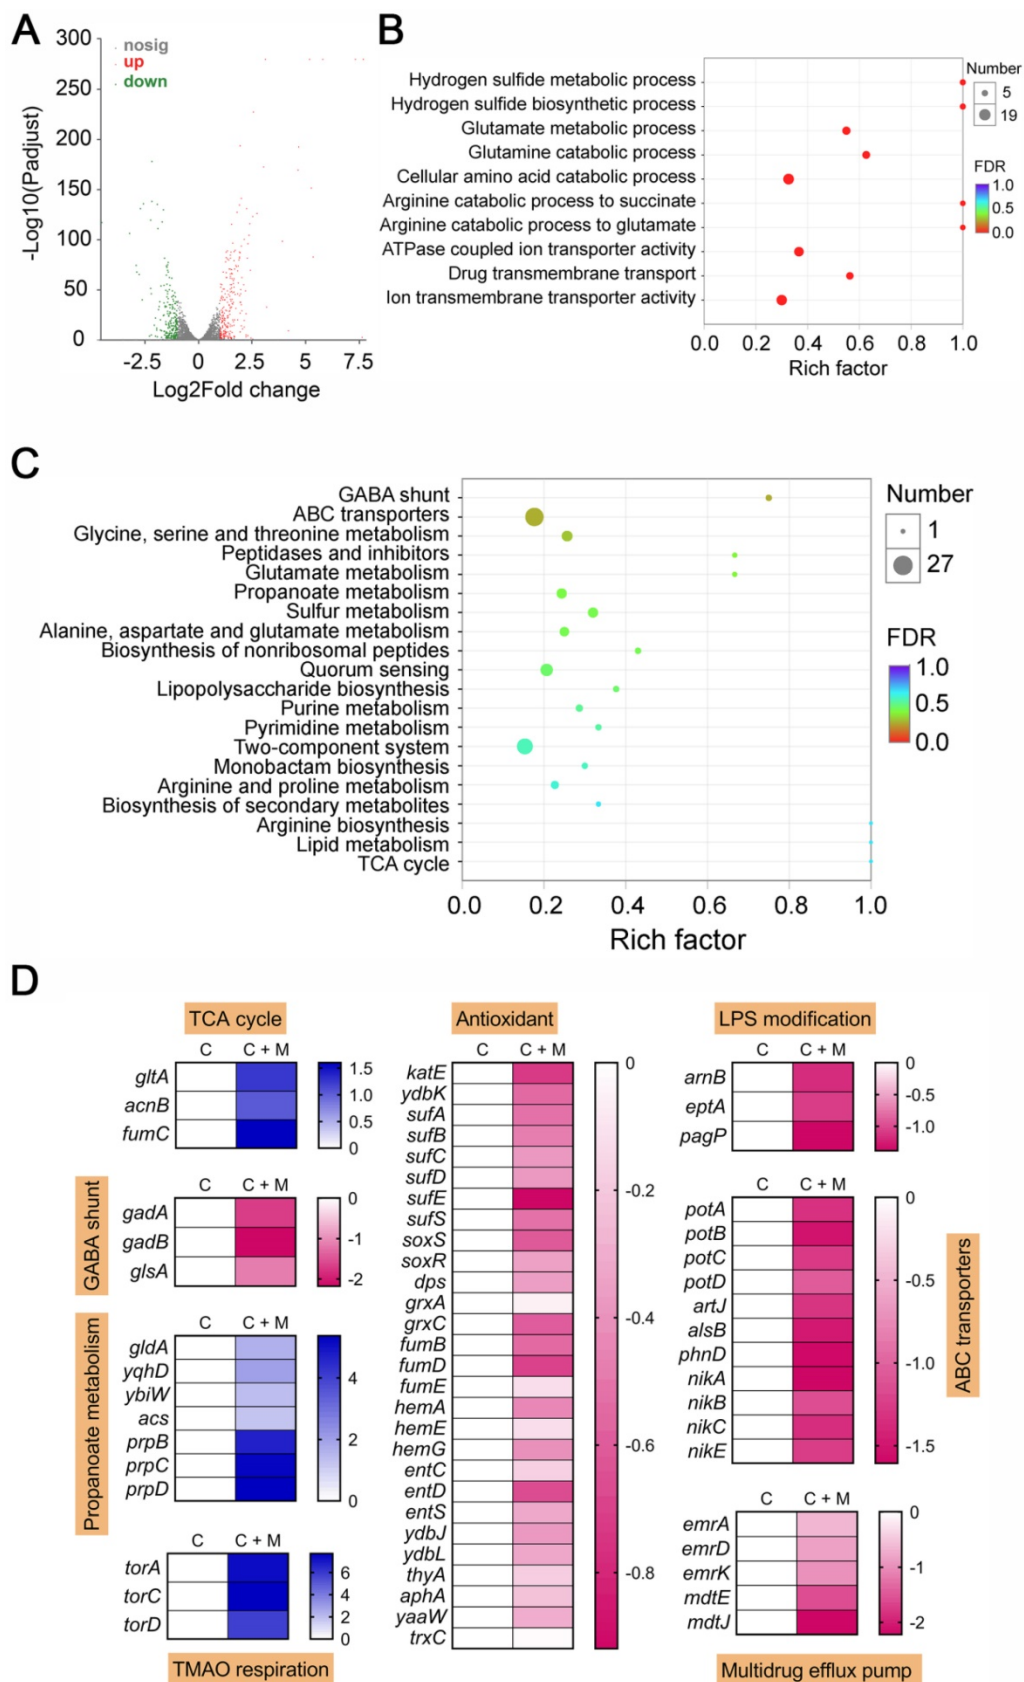 A
300
250
200
150
100
50
0
nosig
up
down
-Log10(Padjust)
-2.5 0 2.5 5 7.5
Log2Fold change
B
Hydrogen sulfide metabolic process
Hydrogen sulfide biosynthetic process
Glutamate metabolic process
Glutamine catabolic process
Cellular amino acid catabolic process
Arginine catabolic process to succinate
Arginine catabolic process to glutamate
ATPase coupled ion transporter activity
Drug transmembrane transport
Ion transmembrane transporter activity
0.0 0.2 0.4 0.6 0.8 1.0
Rich factor
Number
5
19
FDR
1.0
0.5
0.0
C
GABA shunt
ABC transporters
Glycine, serine and threonine metabolism
Peptidases and inhibitors
Glutamate metabolism
Propanoate metabolism
Sulfur metabolism
Alanine, aspartate and glutamate metabolism
Biosynthesis of nonribosomal peptides
Quorum sensing
Lipopolysaccharide biosynthesis
Purine metabolism
Pyrimidine metabolism
Two-component system
Monobactam biosynthesis
Arginine and proline metabolism
Biosynthesis of secondary metabolites
Arginine biosynthesis
Lipid metabolism
TCA cycle
0.0 0.2 0.4 0.6 0.8 1.0
Rich factor
Number
1
27
FDR
1.0
0.5
0.0
D
TCA cycle
C C + M
gltA
acnB
fumC
1.5
1.0
0.5
0.0
GABA shunt
C C + M
gadA
gadB
glsA
0
-1
-2
Propanoate metabolism
C C + M
gldA
yqhD
ybiW
acs
prpB
prpC
prpD
4
2
0
C C + M
torA
torC
torD
6
4
2
0
TMAO respiration
Antioxidant
C C + M
katE
ydbK
sufA
sufB
sufC
sufD
sufE
sufS
soxS
soxR
dps
grxA
grxC
fumB
fumD
fumE
hemA
hemE
hemG
entC
entD
entS
ydbJ
ydbL
thyA
aphA
yaaW
trxC
0
-0.2
-0.4
-0.6
-0.8
LPS modification
C C + M
arnB
eptA
pagP
0
-0.5
-1.0
C C + M
potA
potB
potC
potD
artJ
alsB
phnD
nikA
nikB
nikC
nikE
0
-0.5
-1.0
-1.5
ABC transporters
C C + M
emrA
emrD
emrK
mdtE
mdtJ
0
-1
-2
Multidrug efflux pump